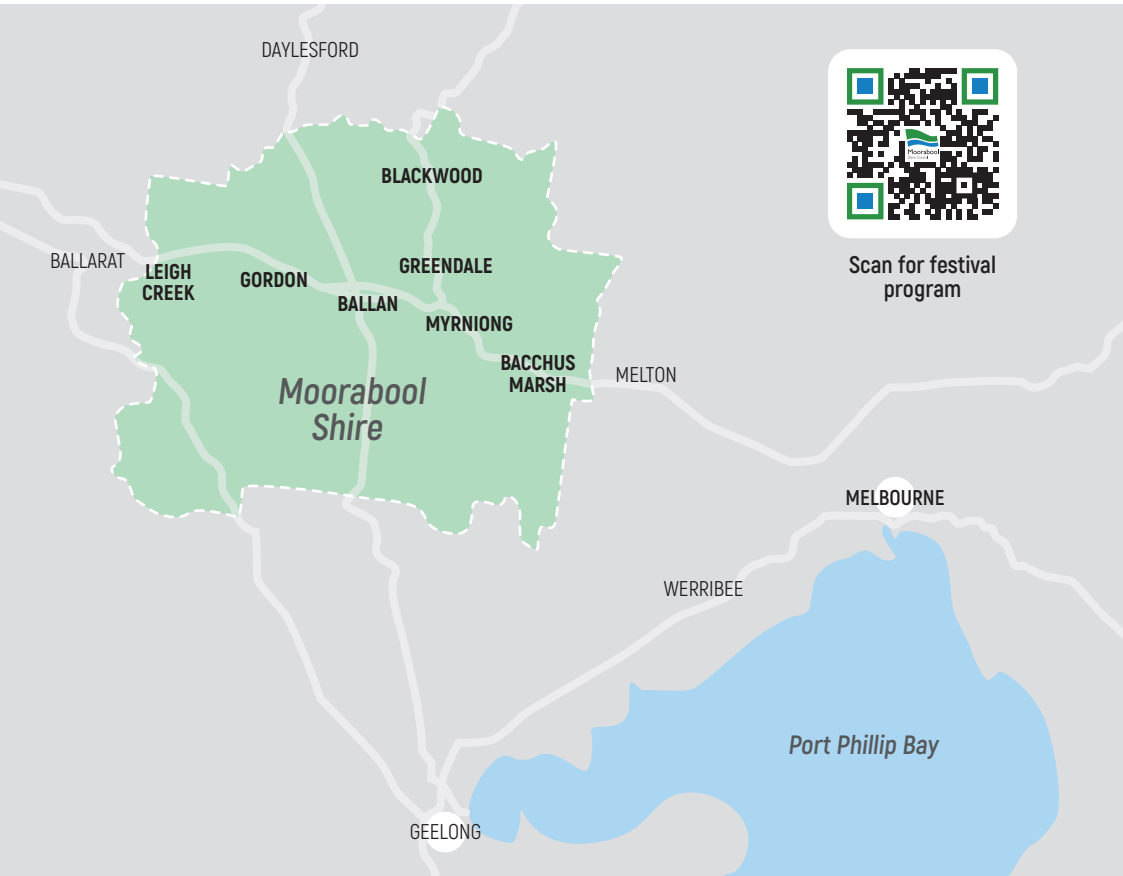 DAYLESFORD
BLACKWOOD
BALLARAT
LEIGH
CREEK
GORDON
GREENDALE
BALLAN
MYRNIONG
BACCHUS
MARSH
MELTON
Moorabool
Shire
Moorabool
Scan for festival
program
MELBOURNE
WERRIBEE
Port Phillip Bay
GEELONG